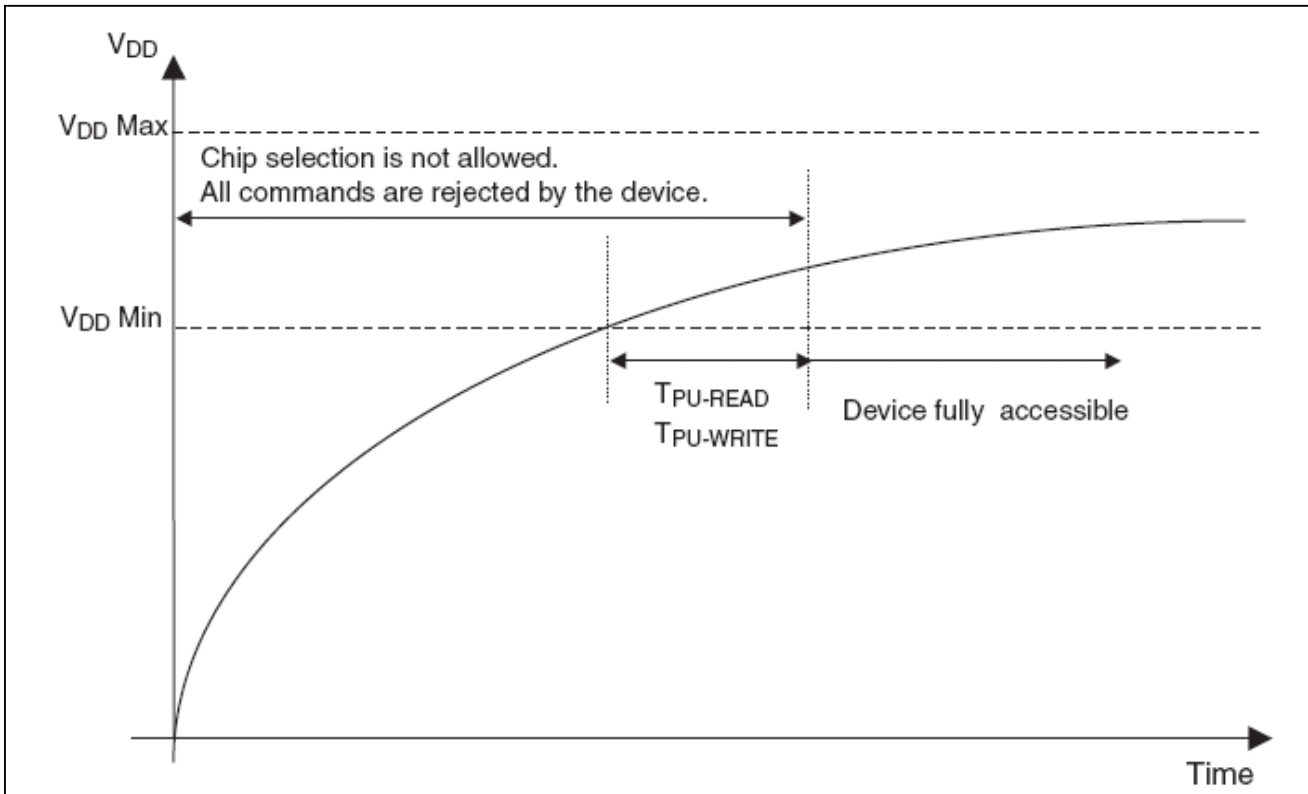 VDD
VDD Max
Chip selection is not allowed.
All commands are rejected by the device.
VDD Min
TPU-READ
TPU-WRITE
Device fully accessible
Time